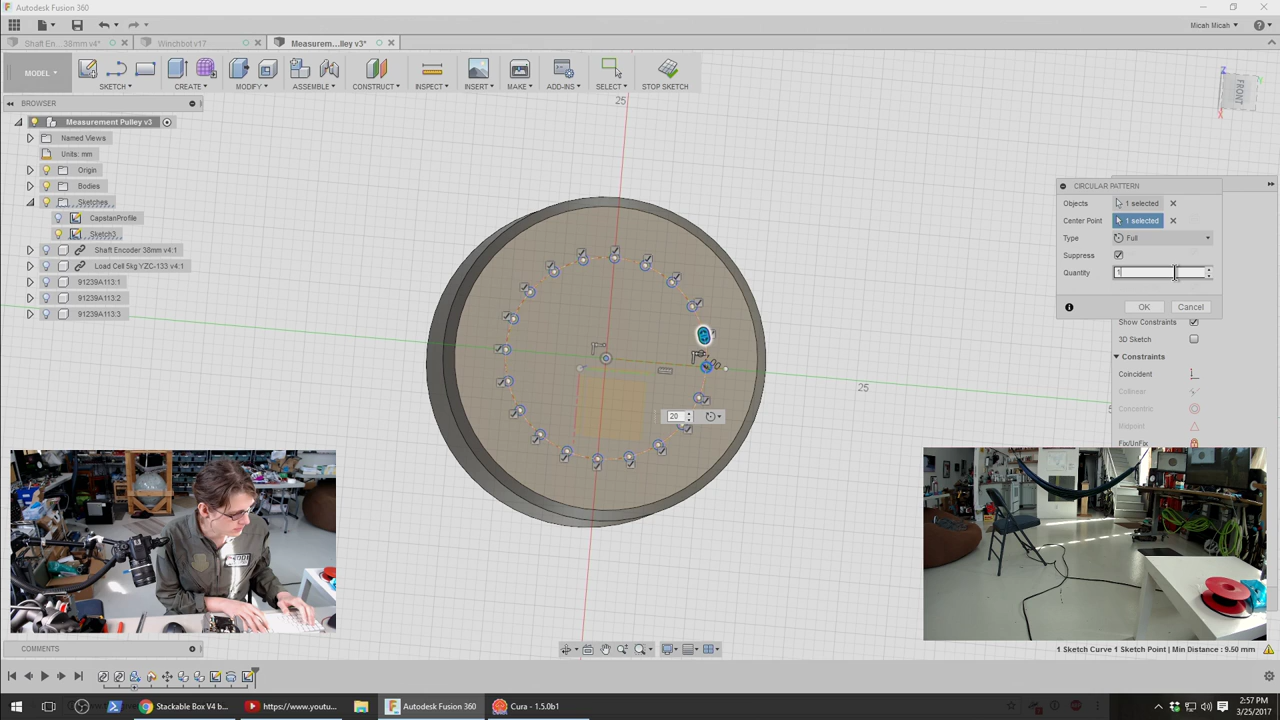 Autodesk Fusion 360
Micah Micah
Shaft En...38mm v4*
Winchbot v17
Measurem...lley v3*
MODEL
SKETCH
CREATE
MODIFY
ASSEMBLE
CONSTRUCT
INSPECT
INSERT
MAKE
ADD-INS
SELECT
STOP SKETCH
BROWSER
Measurement Pulley v3
Named Views
Units: mm
Origin
Bodies
Sketches
CapstanProfile
Sketch3
Shaft Encoder 38mm v4:1
Load Cell 5kg YZC-133 v4:1
91239A113:1
91239A113:2
91239A113:3
25
25
20
Z
FRONT
X
CIRCULAR PATTERN
Objects 1 selected
Center Point 1 selected
Type Full
Suppress
Quantity 1
OK Cancel
Show Constraints
3D Sketch
Constraints
Coincident
Collinear
Concentric
Midpoint
Fix/UnFix
COMMENTS
1 Sketch Curve 1 Sketch Point | Min Distance : 9.50 mm
Stackable Box V4 b...
https://www.youtu...
Autodesk Fusion 360
Cura - 1.5.0b1
2:57 PM
3/25/2017